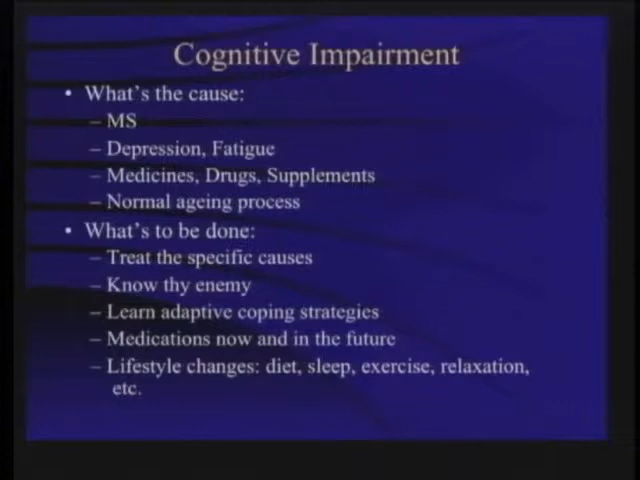 Cognitive Impairment
• What's the cause:
– MS
– Depression, Fatigue
– Medicines, Drugs, Supplements
– Normal ageing process
• What's to be done:
– Treat the specific causes
– Know thy enemy
– Learn adaptive coping strategies
– Medications now and in the future
– Lifestyle changes: diet, sleep, exercise, relaxation,
etc.